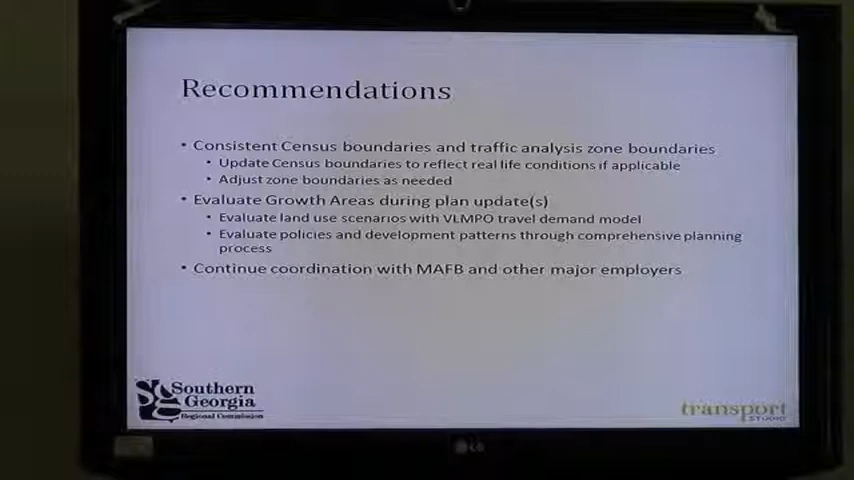 Recommendations
• Consistent Census boundaries and traffic analysis zone boundaries
• Update Census boundaries to reflect real life conditions if applicable
• Adjust zone boundaries as needed
• Evaluate Growth Areas during plan update(s)
• Evaluate land use scenarios with VLMPO travel demand model
• Evaluate policies and development patterns through comprehensive planning
process
• Continue coordination with MAFB and other major employers
Southern
Georgia
Regional Commission
transport
STUDIO
LG